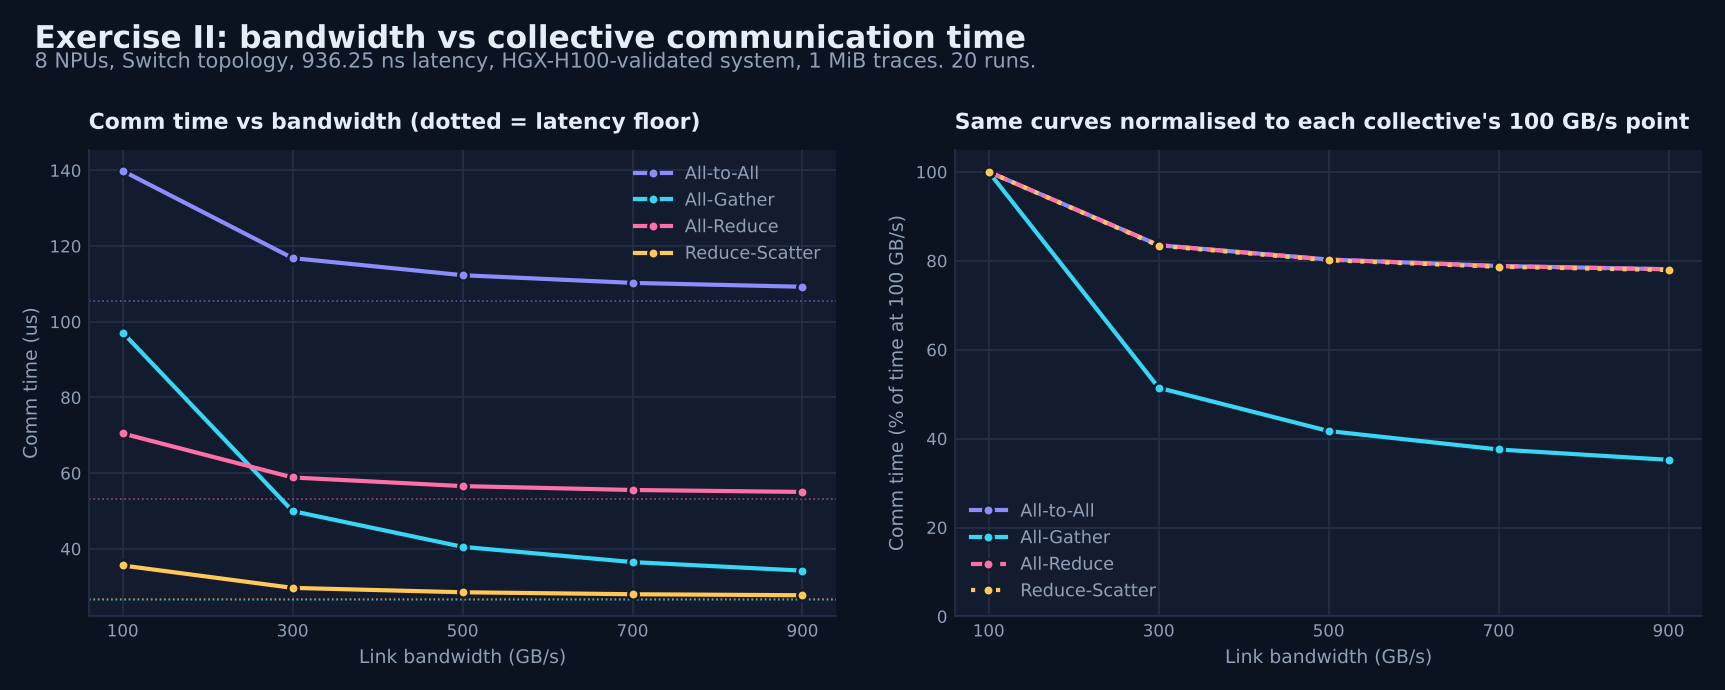 Exercise II: bandwidth vs collective communication time
8 NPUs, Switch topology, 936.25 ns latency, HGX-H100-validated system, 1 MiB traces. 20 runs.
Comm time vs bandwidth (dotted = latency floor)
Comm time (us)
140
120
100
80
60
40
All-to-All
All-Gather
All-Reduce
Reduce-Scatter
100 300 500 700 900
Link bandwidth (GB/s)
Same curves normalised to each collective's 100 GB/s point
Comm time (% of time at 100 GB/s)
100
80
60
40
20
0
All-to-All
All-Gather
All-Reduce
Reduce-Scatter
100 300 500 700 900
Link bandwidth (GB/s)